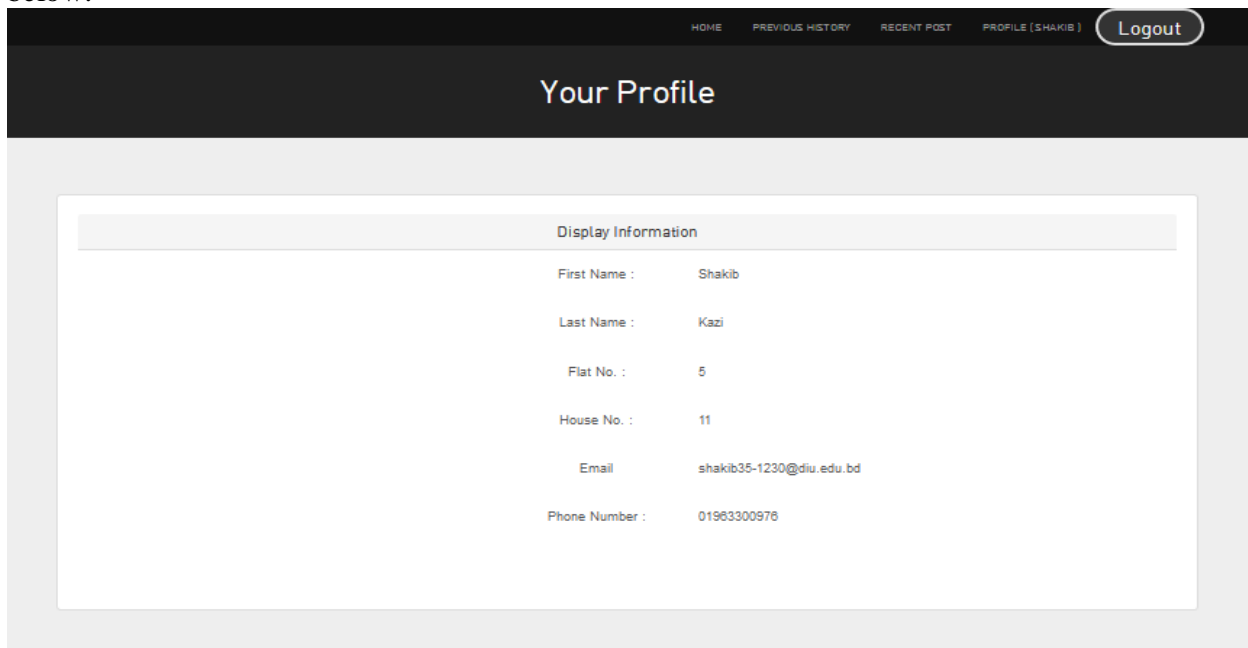 HOME PREVIOUS HISTORY RECENT POST PROFILE (SHAKIB ) Logout
Your Profile
Display Information
First Name : Shakib
Last Name : Kazi
Flat No. : 5
House No. : 11
Email shakib35-1230@diu.edu.bd
Phone Number : 01963300976